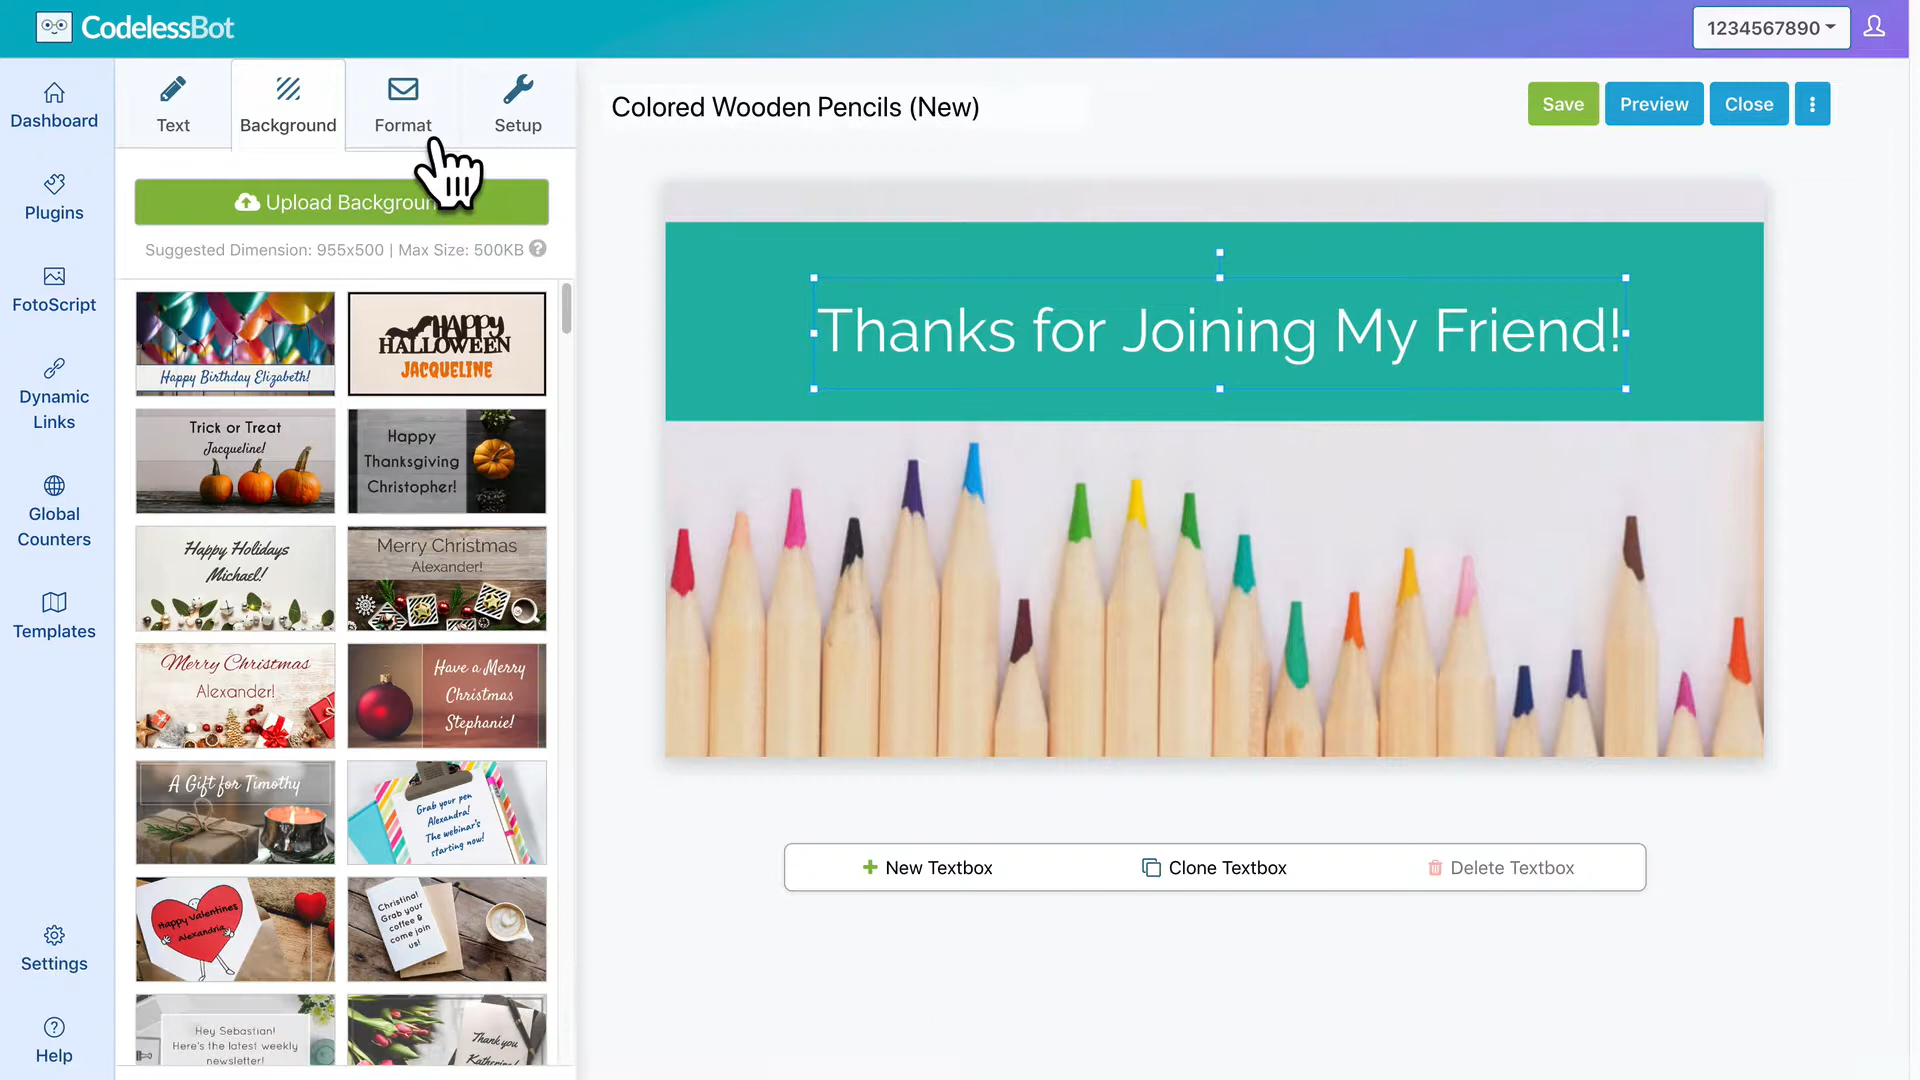 CodelessBot
1234567890
Dashboard
Plugins
FotoScript
Dynamic
Links
Global
Counters
Templates
Settings
Help
Text
Background
Format
Setup
Upload Backgroun
Suggested Dimension: 955x500 | Max Size: 500KB
Happy Birthday Elizabeth!
HAPPY
HALLOWEEN
JACQUELINE
Trick or Treat
Jacqueline!
Happy
Thanksgiving
Christopher!
Happy Holidays
Michael!
Merry Christmas
Alexander!
Merry Christmas
Alexander!
Have a Merry
Christmas
Stephanie!
A Gift for Timothy
Grab your pen
Alexandra!
The webinar's
starting now!
Happy Valentines
Alexandria
Christina!
Grab your
coffee &
come join
us!
Hey Sebastian!
Here's the latest weekly
newsletter!
Thank you
Katherine!
Colored Wooden Pencils (New)
Save
Preview
Close
Thanks for Joining My Friend!
New Textbox
Clone Textbox
Delete Textbox